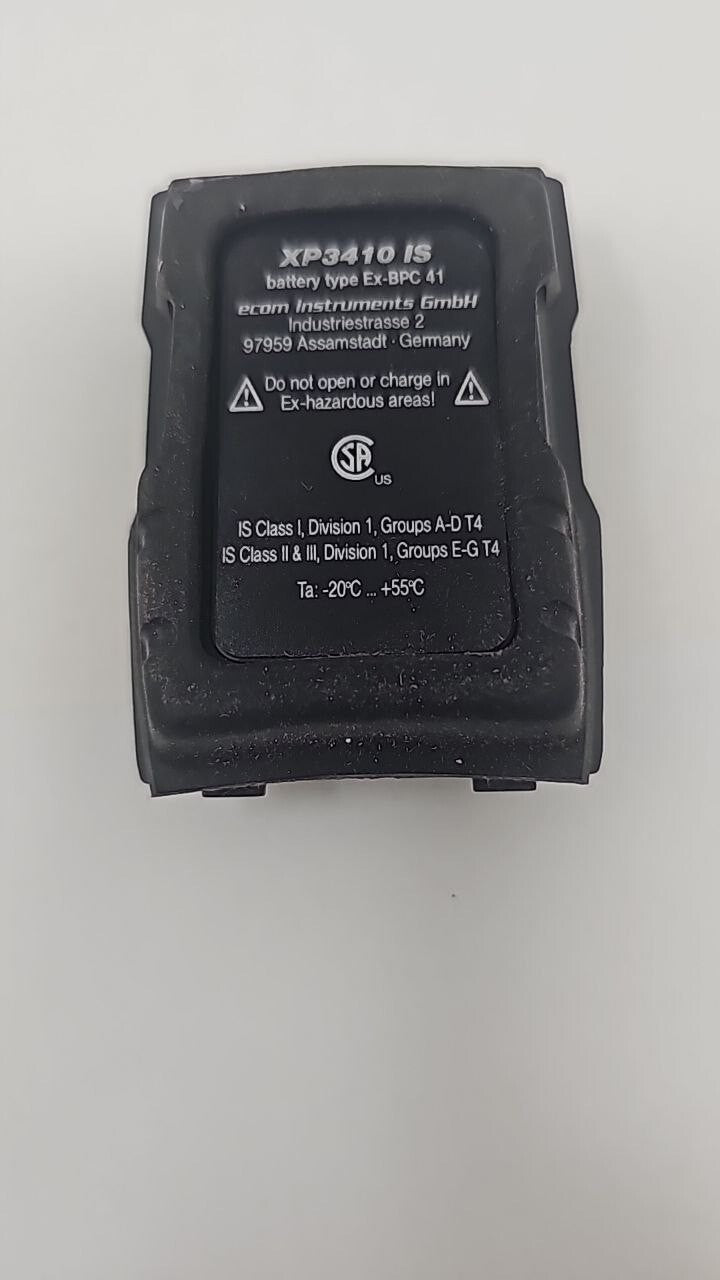 XP3410 IS
battery type Ex-BPC 41
ecom instruments GmbH
Industriestrasse 2
97959 Assamstadt · Germany
Do not open or charge in
Ex-hazardous areas!
CSA US
IS Class I, Division 1, Groups A-D T4
IS Class II & III, Division 1, Groups E-G T4
Ta: -20°C ... +55°C